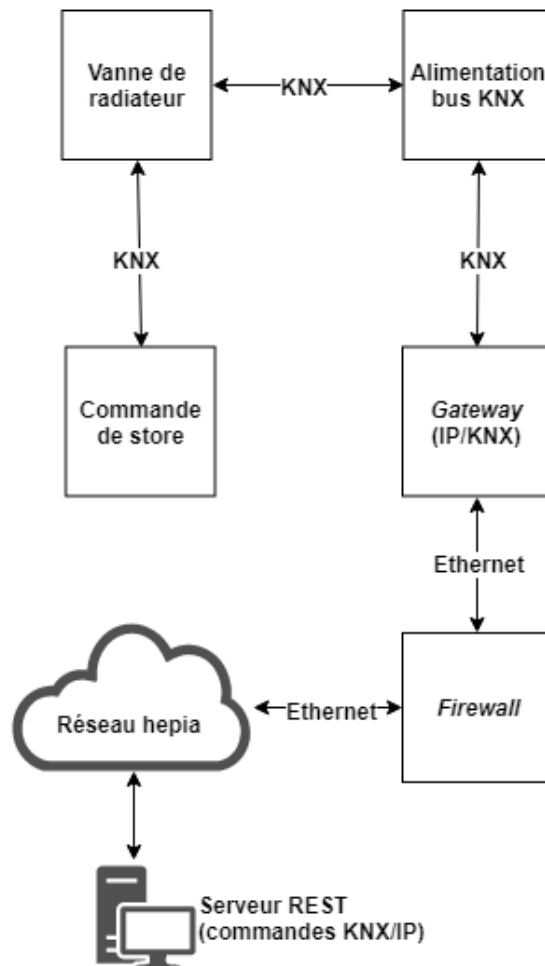 Vanne de
radiateur
KNX
Alimentation
bus KNX
KNX
KNX
Commande
de store
Gateway
(IP/KNX)
Ethernet
Réseau hepia
Ethernet
Firewall
Serveur REST
(commandes KNX/IP)